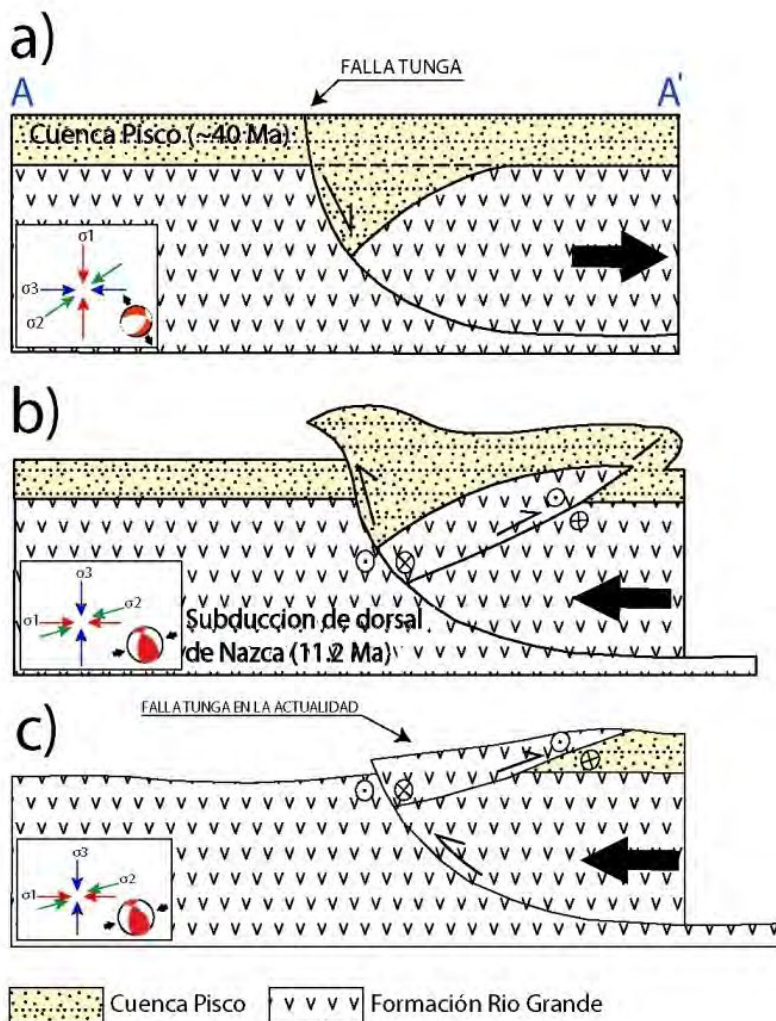 a)
FALLA TUNGA
A
A'
Cuenca Pisco (~40 Ma)
σ1
σ3
σ2
b)
σ3
σ1
σ2
Subduccion de dorsal
de Nazca (11.2 Ma)
c)
FALLA TUNGA EN LA ACTUALIDAD
σ3
σ1
σ2
Cuenca Pisco
Formación Rio Grande